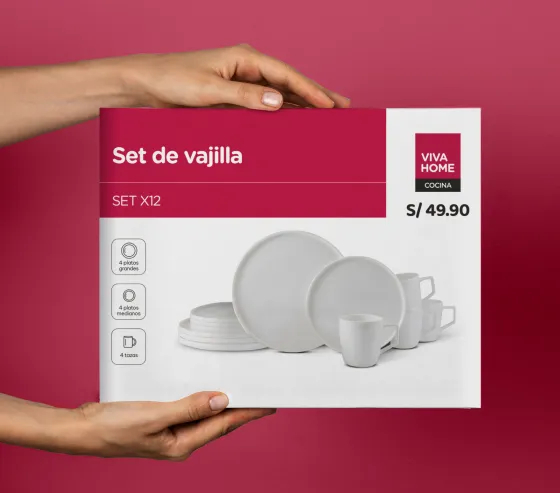 Set de vajilla
SET X12
VIVA
HOME
COCINA
S/ 49.90
4 platos
grandes
4 platos
medianos
4 tazas